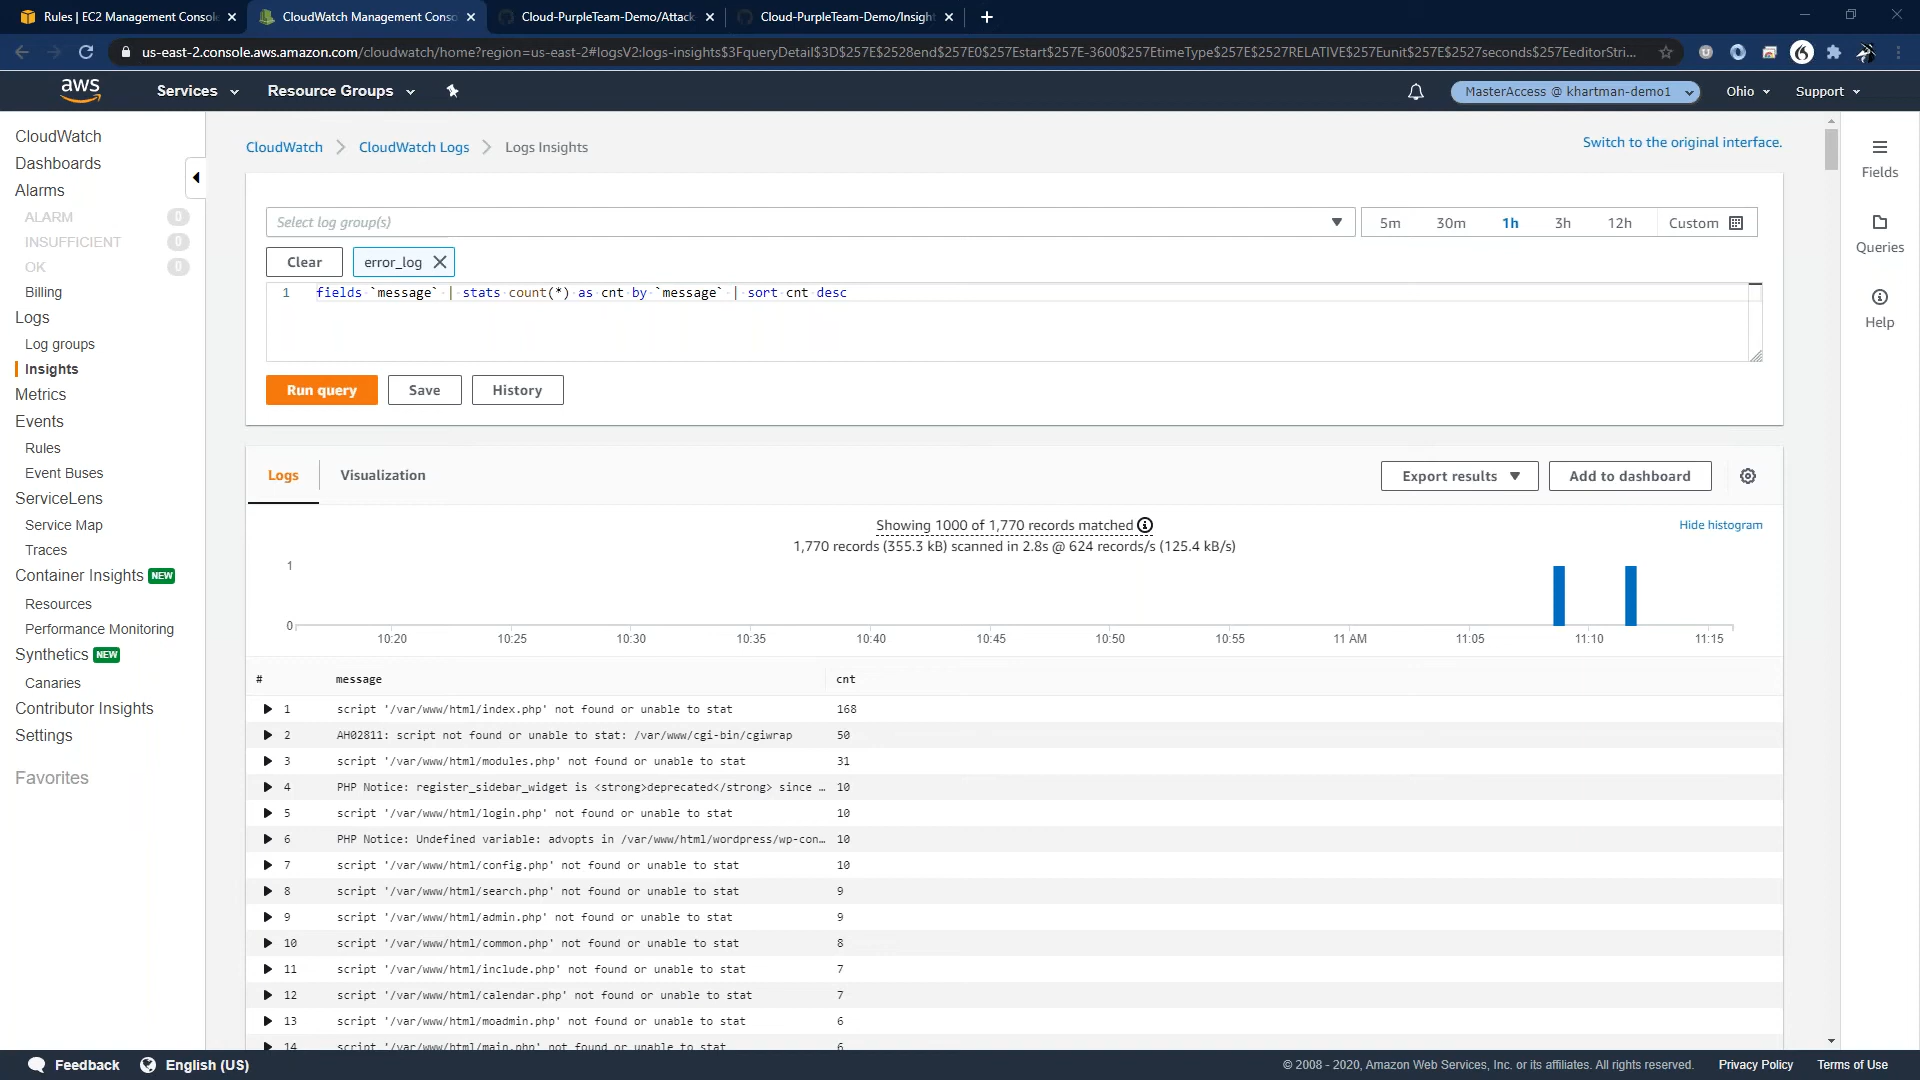 Rules | EC2 Management Console
CloudWatch Management Conso
Cloud-PurpleTeam-Demo/Attack
Cloud-PurpleTeam-Demo/Insight
us-east-2.console.aws.amazon.com/cloudwatch/home?region=us-east-2#logsV2:logs-insights$3FqueryDetail$3D$257E$2528end$257E0$257Estart$257E-3600$257EtimeType$257E$2527RELATIVE$257Eunit$257E$2527seconds$257EeditorStri...
aws
Services
Resource Groups
MasterAccess @ khartman-demo1
Ohio
Support
CloudWatch
Dashboards
Alarms
ALARM 0
INSUFFICIENT 0
OK 0
Billing
Logs
Log groups
Insights
Metrics
Events
Rules
Event Buses
ServiceLens
Service Map
Traces
Container Insights NEW
Resources
Performance Monitoring
Synthetics NEW
Canaries
Contributor Insights
Settings
Favorites
CloudWatch > CloudWatch Logs > Logs Insights
Switch to the original interface.
Select log group(s)
5m 30m 1h 3h 12h Custom
Clear error_log
1 fields `message` | stats count(*) as cnt by `message` | sort cnt desc
Run query Save History
Fields
Queries
Help
Logs Visualization
Export results Add to dashboard
Showing 1000 of 1,770 records matched
1,770 records (355.3 kB) scanned in 2.8s @ 624 records/s (125.4 kB/s)
Hide histogram
1
0
10:20 10:25 10:30 10:35 10:40 10:45 10:50 10:55 11 AM 11:05 11:10 11:15
# message cnt
1 script '/var/www/html/index.php' not found or unable to stat 168
2 AH02811: script not found or unable to stat: /var/www/cgi-bin/cgiwrap 50
3 script '/var/www/html/modules.php' not found or unable to stat 31
4 PHP Notice: register_sidebar_widget is <strong>deprecated</strong> since … 10
5 script '/var/www/html/login.php' not found or unable to stat 10
6 PHP Notice: Undefined variable: advopts in /var/www/html/wordpress/wp-con… 10
7 script '/var/www/html/config.php' not found or unable to stat 10
8 script '/var/www/html/search.php' not found or unable to stat 9
9 script '/var/www/html/admin.php' not found or unable to stat 9
10 script '/var/www/html/common.php' not found or unable to stat 8
11 script '/var/www/html/include.php' not found or unable to stat 7
12 script '/var/www/html/calendar.php' not found or unable to stat 7
13 script '/var/www/html/moadmin.php' not found or unable to stat 6
14 script '/var/www/html/main.php' not found or unable to stat 6
Feedback English (US)
© 2008 - 2020, Amazon Web Services, Inc. or its affiliates. All rights reserved. Privacy Policy Terms of Use